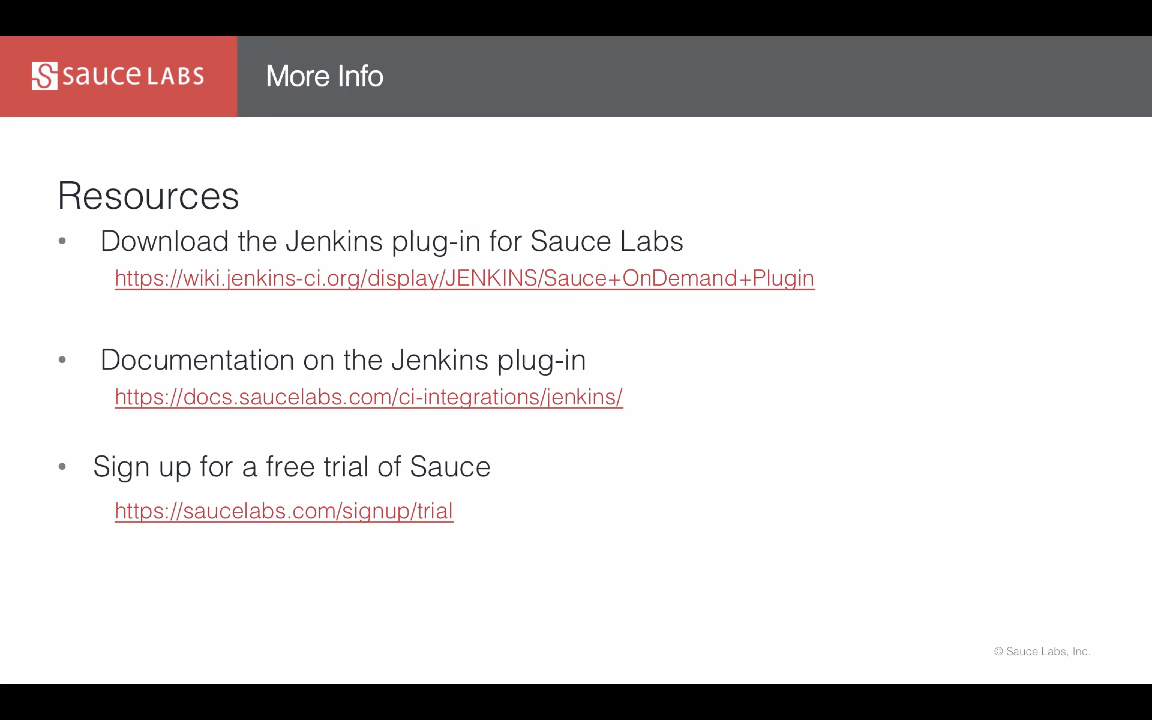 SAUCE LABS
More Info
Resources
• Download the Jenkins plug-in for Sauce Labs
https://wiki.jenkins-ci.org/display/JENKINS/Sauce+OnDemand+Plugin
• Documentation on the Jenkins plug-in
https://docs.saucelabs.com/ci-integrations/jenkins/
• Sign up for a free trial of Sauce
https://saucelabs.com/signup/trial
© Sauce Labs, Inc.